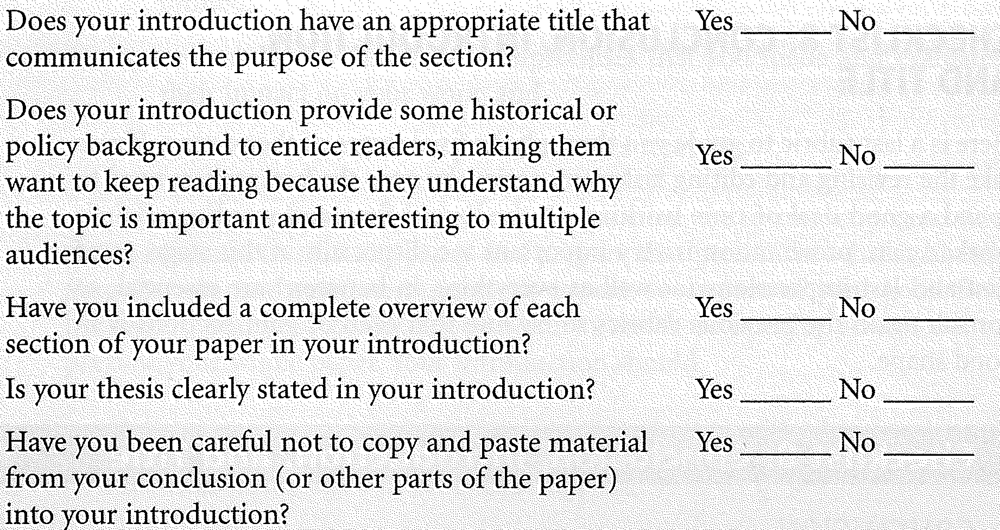 Does your introduction have an appropriate title that Yes ______ No ______
communicates the purpose of the section?
Does your introduction provide some historical or
policy background to entice readers, making them
Yes ______ No ______
want to keep reading because they understand why
the topic is important and interesting to multiple
audiences?
Have you included a complete overview of each Yes ______ No ______
section of your paper in your introduction?
Is your thesis clearly stated in your introduction? Yes ______ No ______
Have you been careful not to copy and paste material Yes ______ No ______
from your conclusion (or other parts of the paper)
into your introduction?